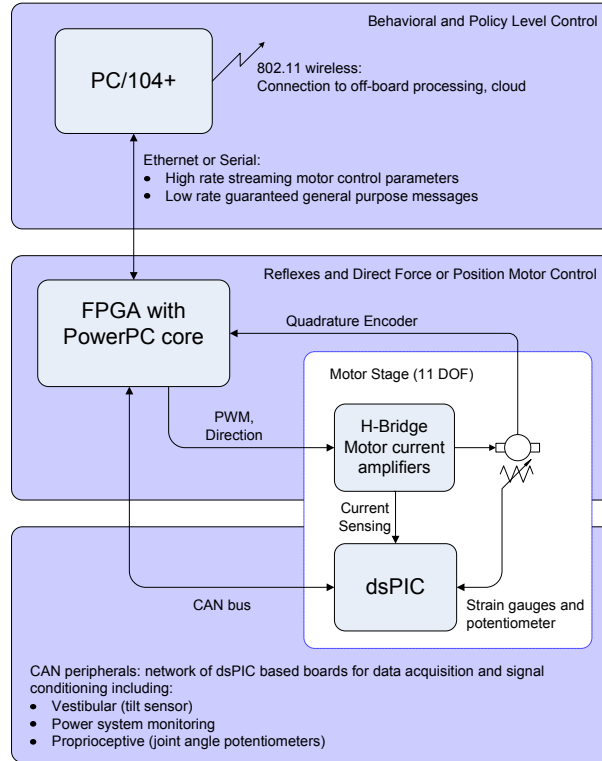 Behavioral and Policy Level Control
PC/104+
802.11 wireless:
Connection to off-board processing, cloud
Ethernet or Serial:
• High rate streaming motor control parameters
• Low rate guaranteed general purpose messages
Reflexes and Direct Force or Position Motor Control
FPGA with
PowerPC core
Quadrature Encoder
Motor Stage (11 DOF)
PWM,
Direction
H-Bridge
Motor current
amplifiers
Current
Sensing
dsPIC
CAN bus
Strain gauges and
potentiometer
CAN peripherals: network of dsPIC based boards for data acquisition and signal
conditioning including:
• Vestibular (tilt sensor)
• Power system monitoring
• Proprioceptive (joint angle potentiometers)